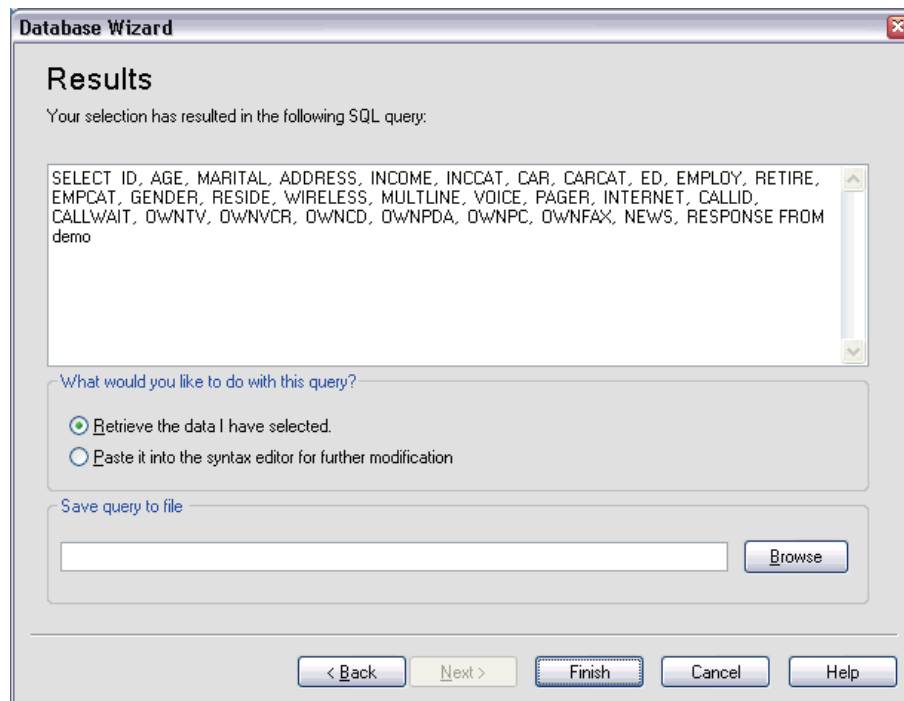 Database Wizard
Results
Your selection has resulted in the following SQL query:
SELECT ID, AGE, MARITAL, ADDRESS, INCOME, INCCAT, CAR, CARCAT, ED, EMPLOY, RETIRE,
EMPCAT, GENDER, RESIDE, WIRELESS, MULTLINE, VOICE, PAGER, INTERNET, CALLID,
CALLWAIT, OWNTV, OWNVCR, OWNCD, OWNPDA, OWNPC, OWNFAX, NEWS, RESPONSE FROM
demo
What would you like to do with this query?
Retrieve the data I have selected.
Paste it into the syntax editor for further modification
Save query to file
Browse
< Back Next > Finish Cancel Help